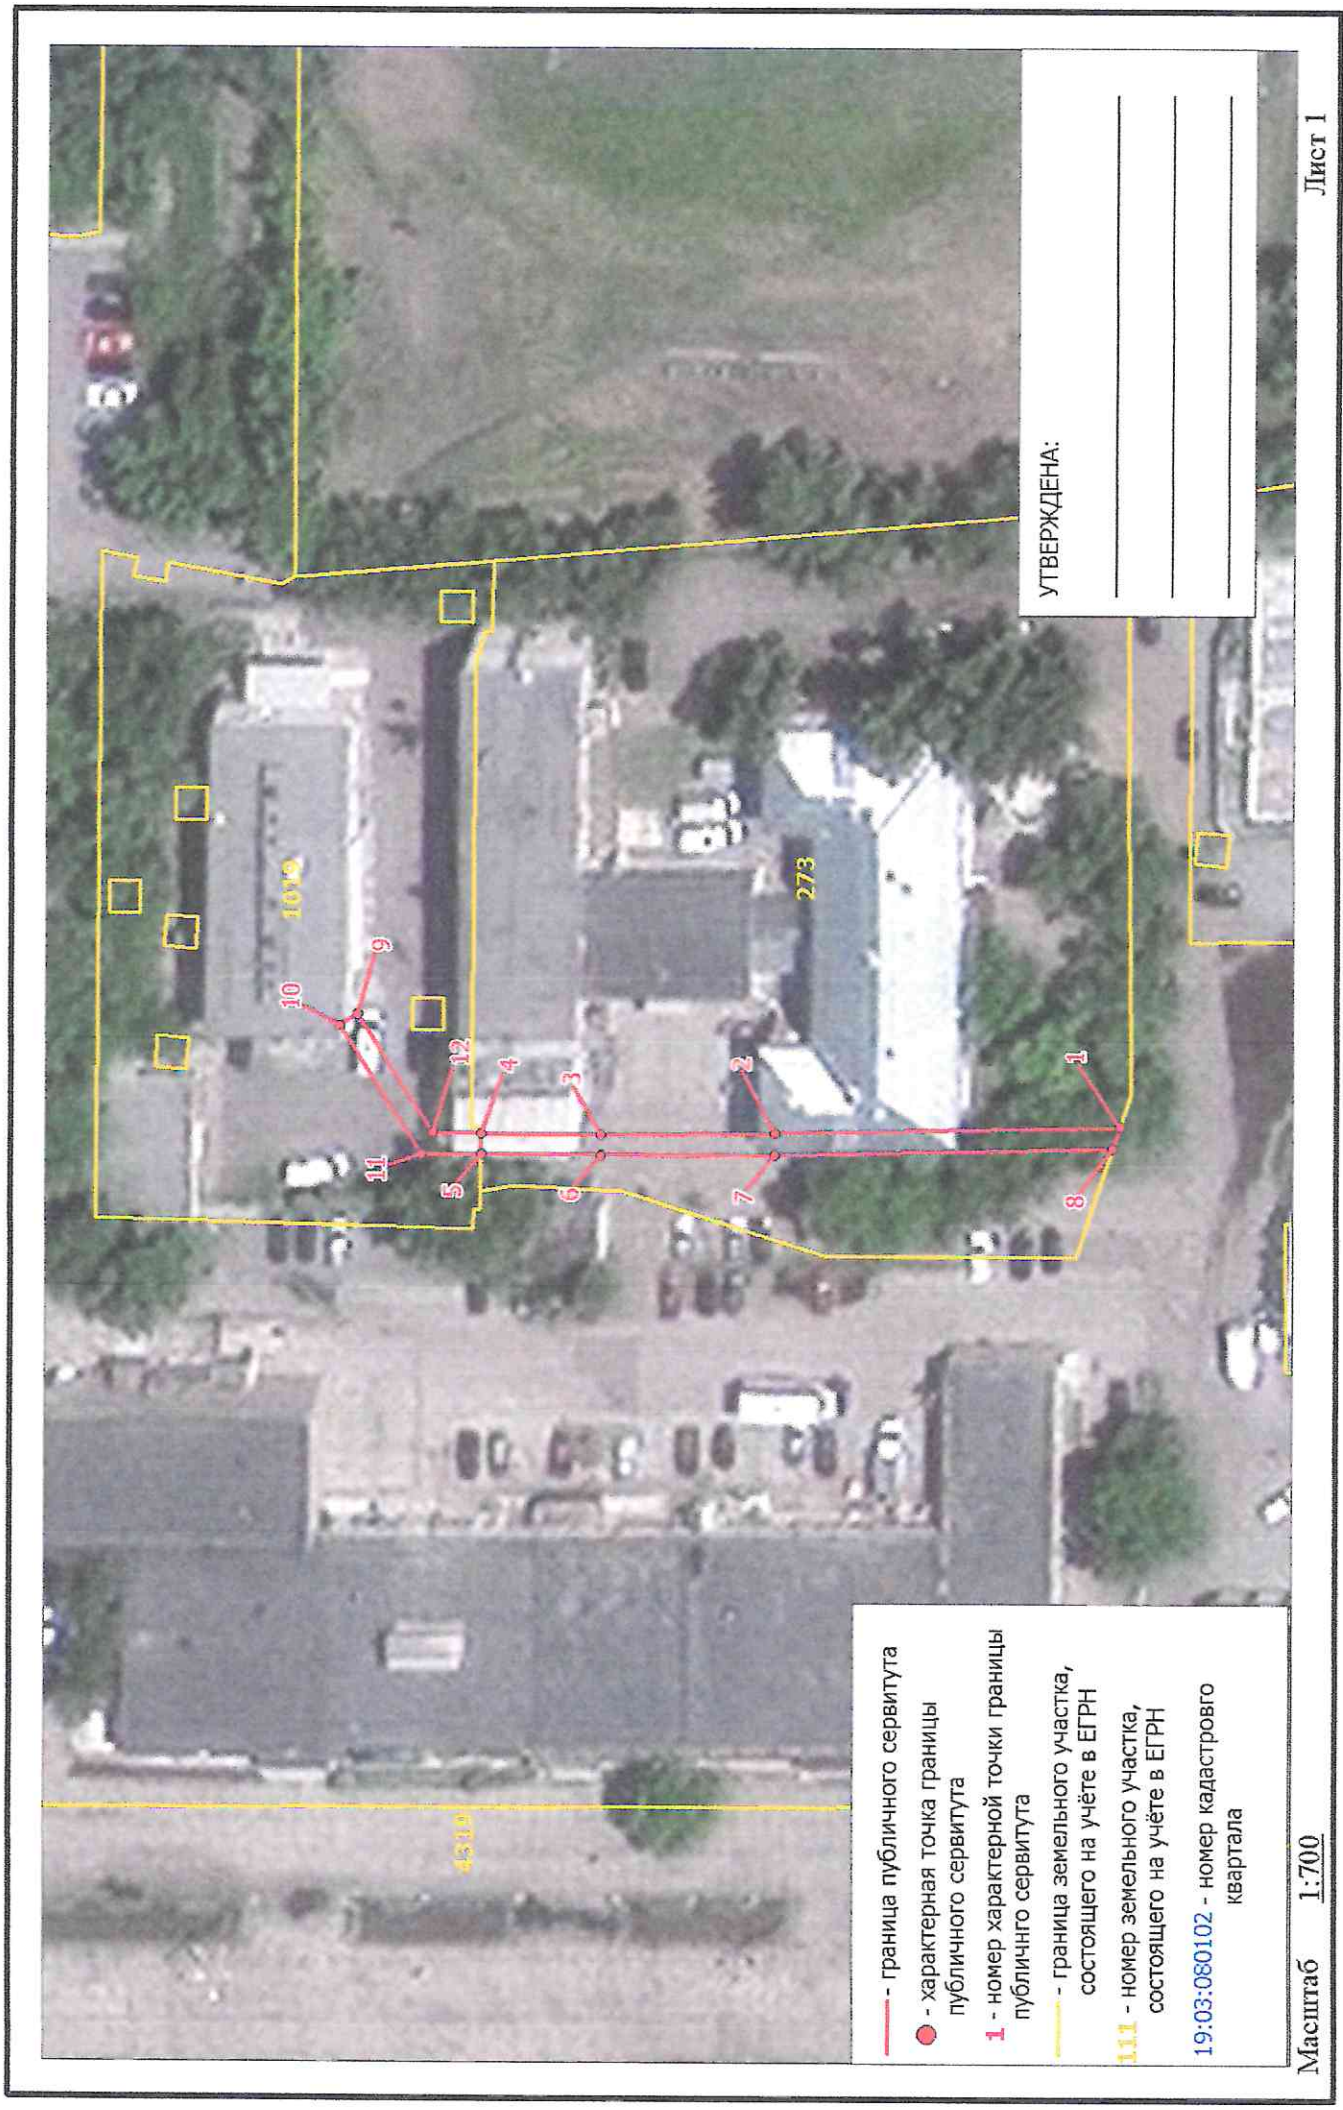 4319
1019
273
10
9
11
12
5
4
6
3
7
2
8
1
УТВЕРЖДЕНА:
- граница публичного сервитута
- характерная точка границы
публичного сервитута
1 - номер характерной точки границы
публичнго сервитута
- граница земельного участка,
состоящего на учёте в ЕГРН
111 - номер земельного участка,
состоящего на учёте в ЕГРН
19:03:080102 - номер кадастровго
квартала
Масштаб 1:700
Лист 1